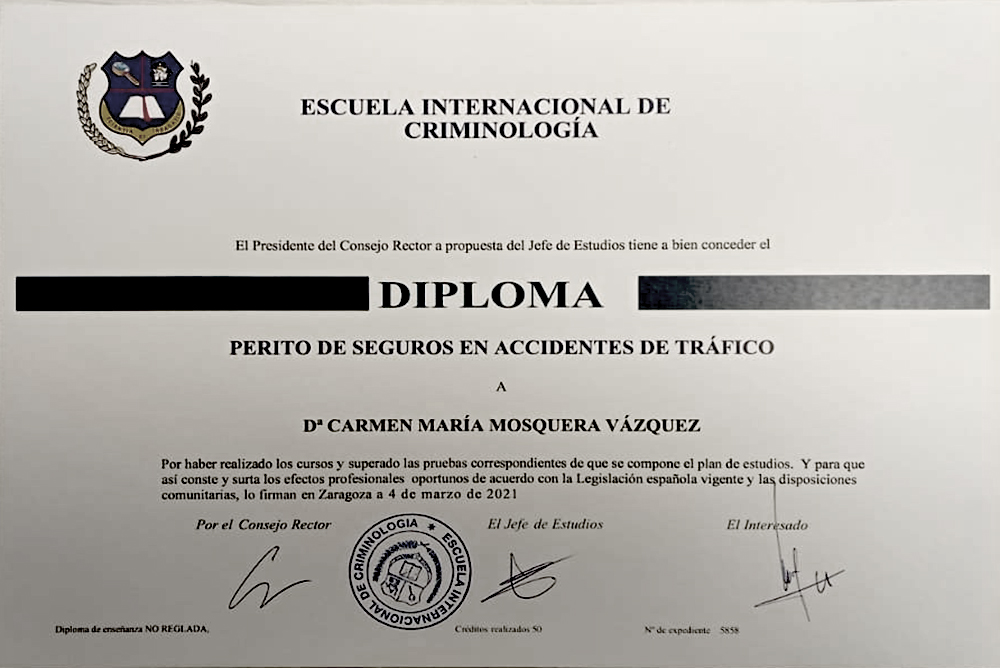 ESCUELA INTERNACIONAL DE
CRIMINOLOGÍA
El Presidente del Consejo Rector a propuesta del Jefe de Estudios tiene a bien conceder el
DIPLOMA
PERITO DE SEGUROS EN ACCIDENTES DE TRÁFICO
A
Dª CARMEN MARÍA MOSQUERA VÁZQUEZ
Por haber realizado los cursos y superado las pruebas correspondientes de que se compone el plan de estudios. Y para que
así conste y surta los efectos profesionales oportunos de acuerdo con la Legislación española vigente y las disposiciones
comunitarias, lo firman en Zaragoza a 4 de marzo de 2021
Por el Consejo Rector El Jefe de Estudios El Interesado
ESCUELA INTERNACIONAL DE CRIMINOLOGIA
Diploma de enseñanza NO REGLADA, Créditos realizados 50 Nº de expediente 5858